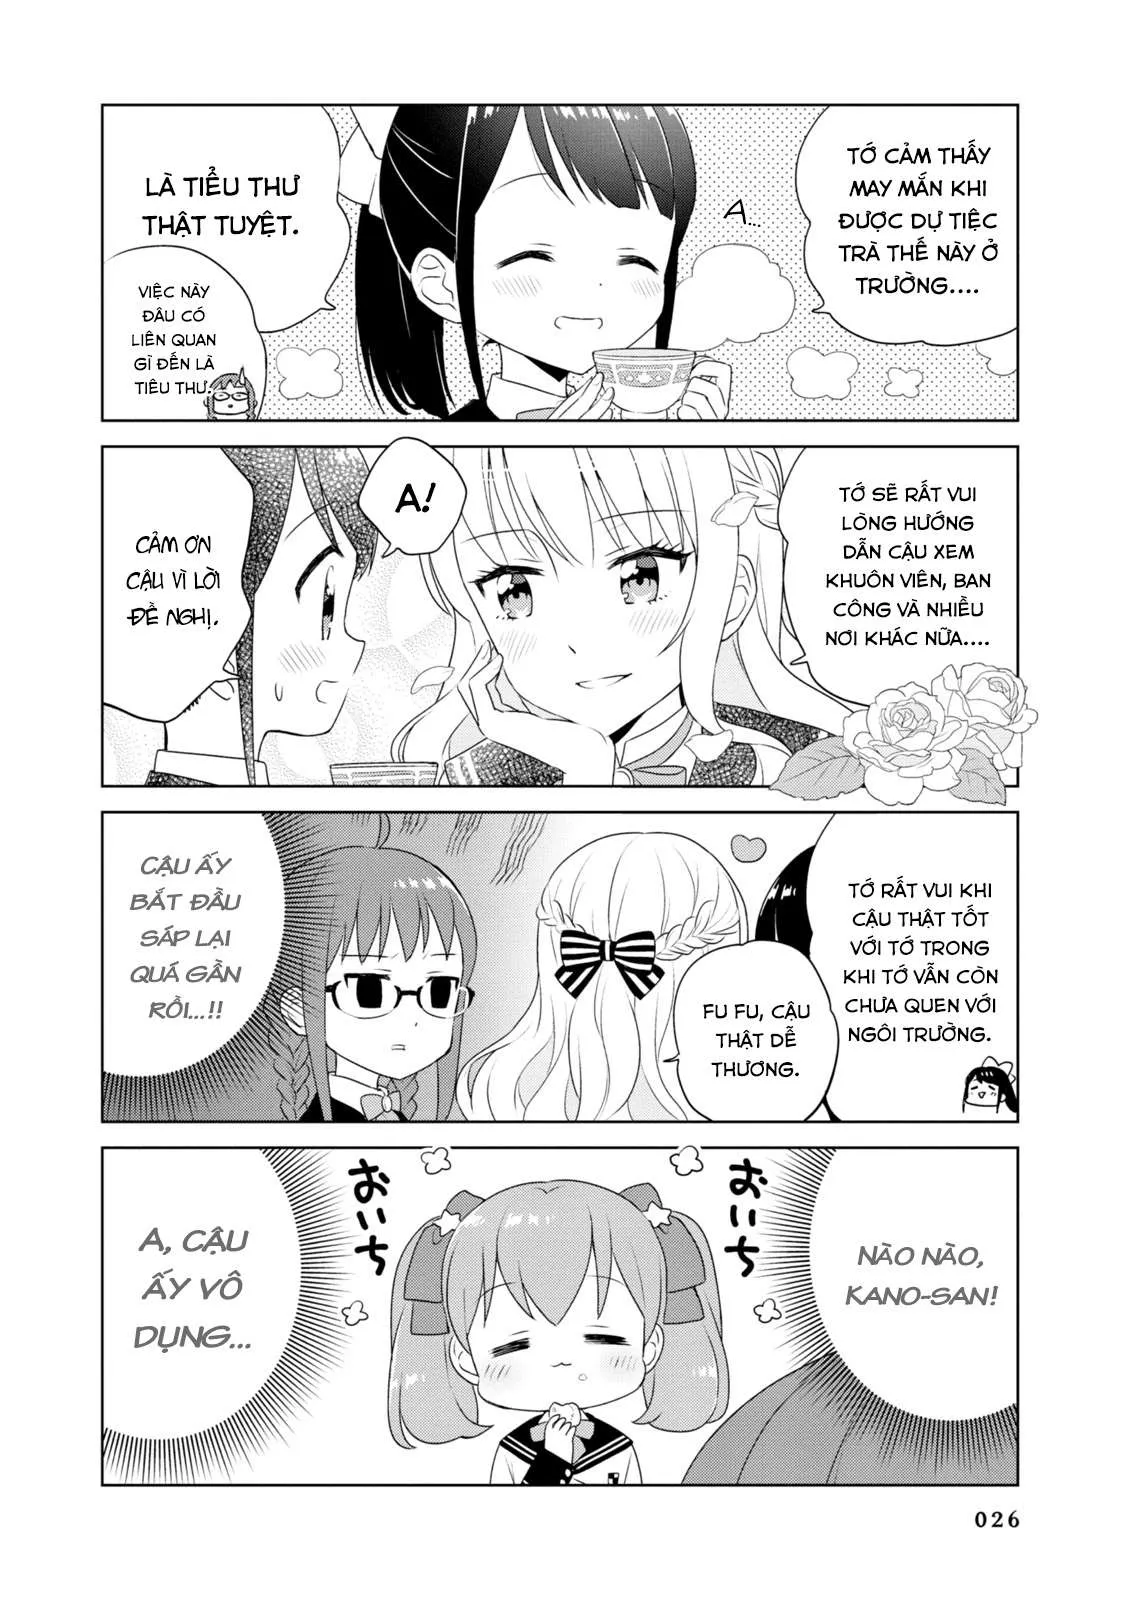 TỚ CẢM THẤY
MAY MẮN KHI
ĐƯỢC DỰ TIỆC
TRÀ THẾ NÀY Ở
TRƯỜNG....
A...
LÀ TIỂU THƯ
THẬT TUYỆT.
VIỆC NÀY
ĐÂU CÓ
LIÊN QUAN
GÌ ĐẾN LÀ
TIÊU THƯ.
TỚ SẼ RẤT VUI
LÒNG HƯỚNG
DẪN CẬU XEM
KHUÔN VIÊN, BAN
CÔNG VÀ NHIỀU
NƠI KHÁC NỮA....
A!
CẢM ƠN
CẬU VÌ LỜI
ĐỀ NGHỊ.
TỚ RẤT VUI KHI
CẬU THẬT TỐT
VỚI TỚ TRONG
KHI TỚ VẪN CÒN
CHƯA QUEN VỚI
NGÔI TRƯỜNG.
FU FU, CẬU
THẬT DỄ
THƯƠNG.
CẬU ẤY
BẮT ĐẦU
SÁP LẠI
QUÁ GẦN
RỒI...!!
NÀO NÀO,
KANO-SAN!
おいち
おいち
A, CẬU
ẤY VÔ
DỤNG...
026